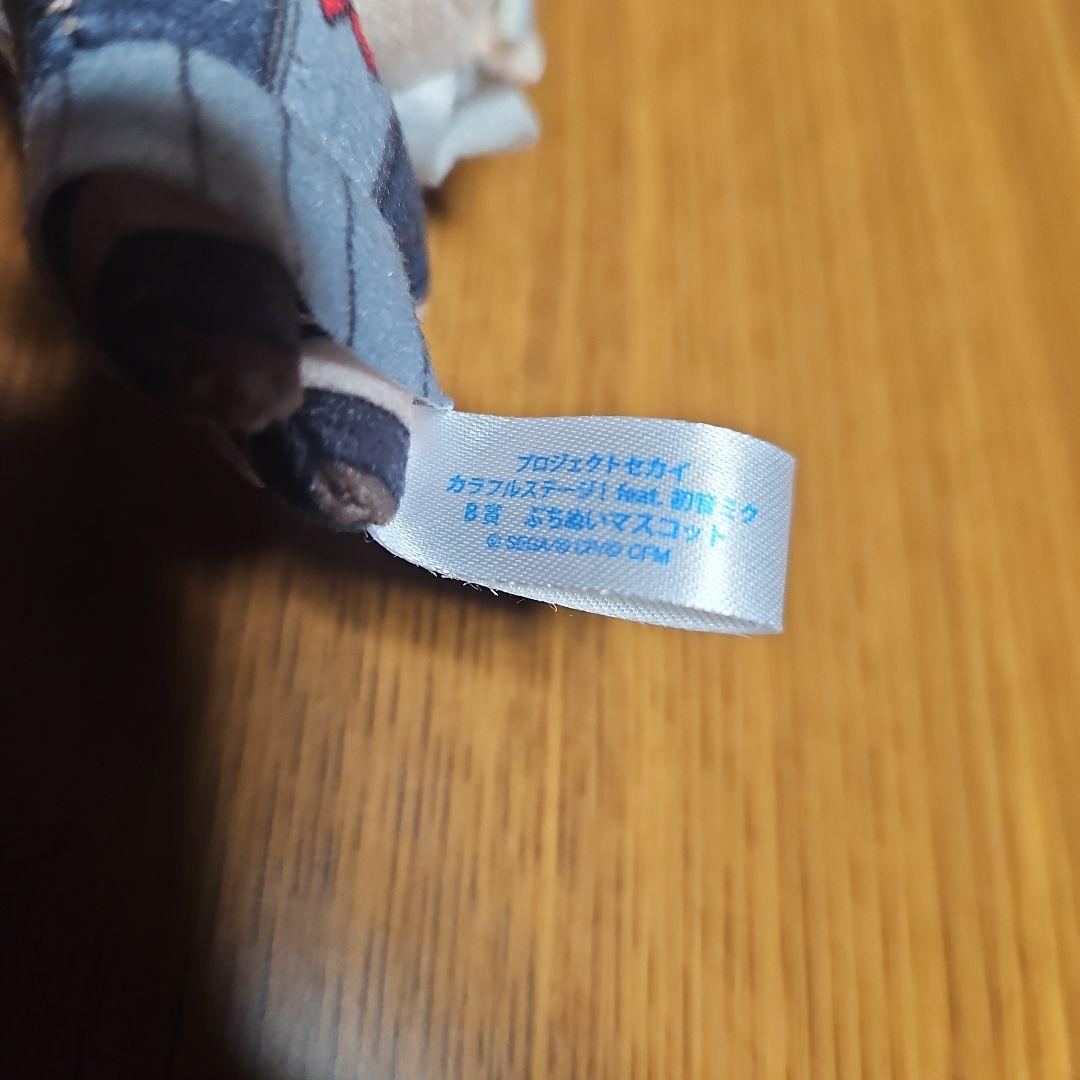 プロジェクトセカイ
カラフルステージ! feat. 初音ミク
B賞 ぷちぬいマスコット
© SEGA/© CP/© CFM